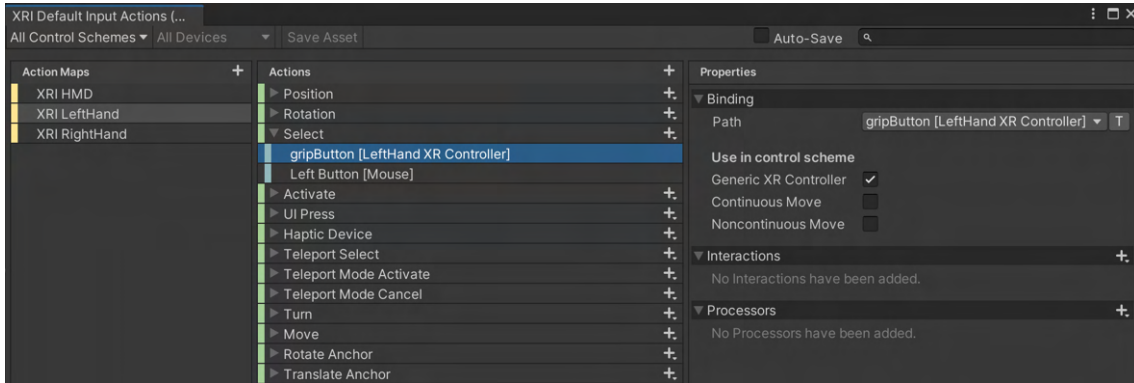 XRI Default Input Actions (...
All Control Schemes All Devices Save Asset Auto-Save
Action Maps
XRI HMD
XRI LeftHand
XRI RightHand
Actions
Position
Rotation
Select
gripButton [LeftHand XR Controller]
Left Button [Mouse]
Activate
UI Press
Haptic Device
Teleport Select
Teleport Mode Activate
Teleport Mode Cancel
Turn
Move
Rotate Anchor
Translate Anchor
Properties
Binding
Path gripButton [LeftHand XR Controller] T
Use in control scheme
Generic XR Controller
Continuous Move
Noncontinuous Move
Interactions
No Interactions have been added.
Processors
No Processors have been added.